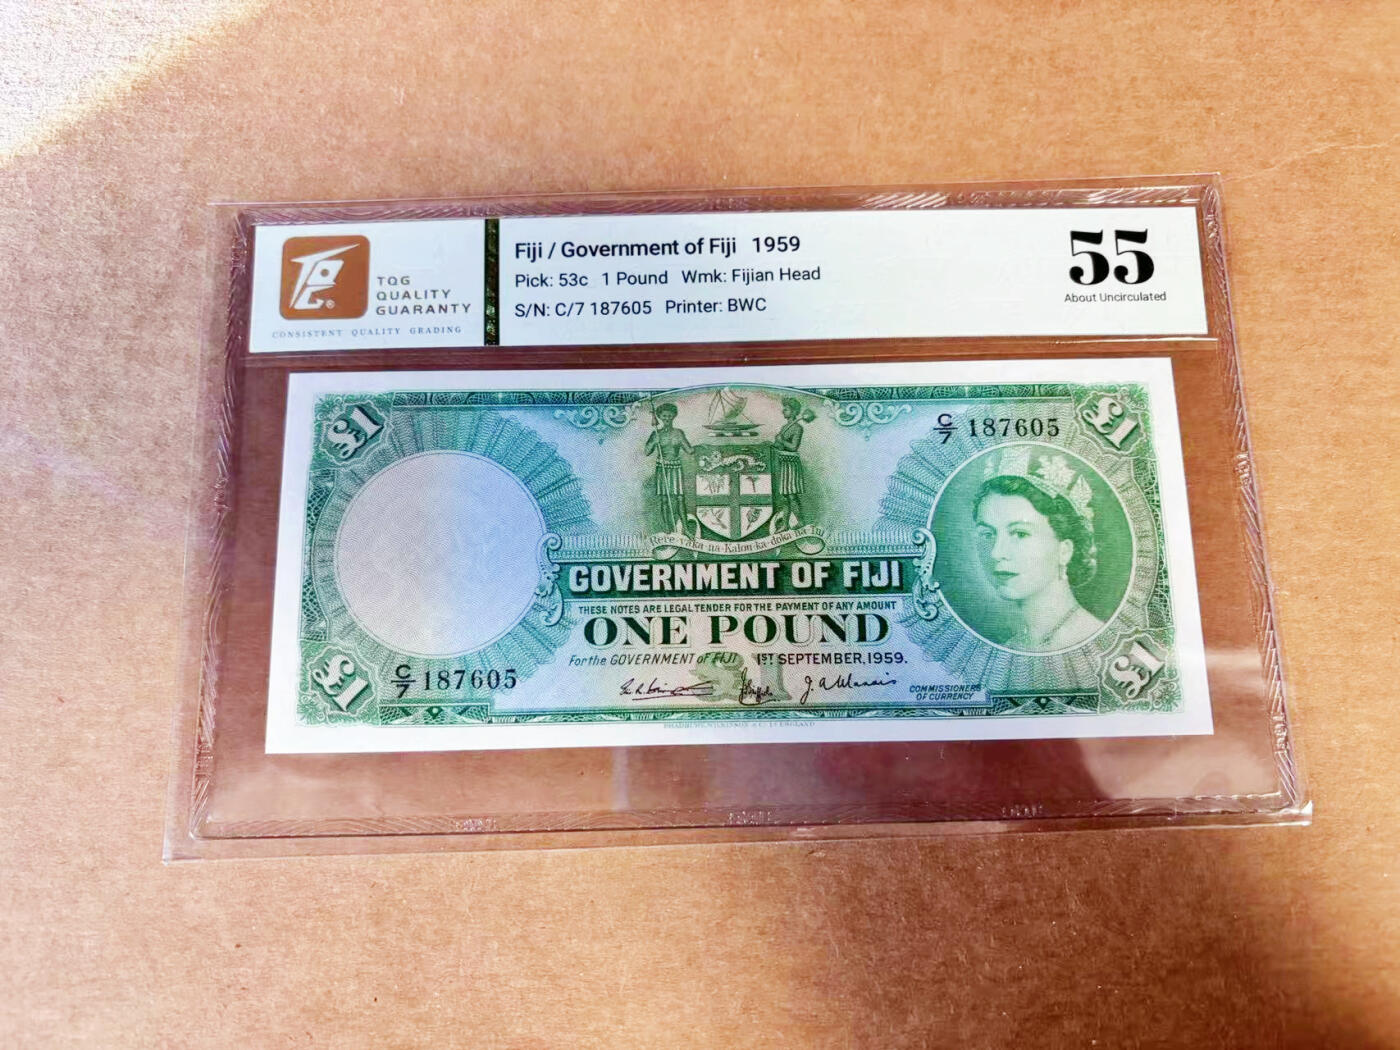 TQG
QUALITY
GUARANTY
CONSISTENT QUALITY GRADING
Fiji / Government of Fiji 1959
Pick: 53c 1 Pound Wmk: Fijian Head
S/N: C/7 187605 Printer: BWC
55
About Uncirculated
£1
C/7 187605
£1
Rere-vaka-na-Kalou-ka-doka-na-Tui
GOVERNMENT OF FIJI
THESE NOTES ARE LEGAL TENDER FOR THE PAYMENT OF ANY AMOUNT
ONE POUND
For the GOVERNMENT of FIJI 1ST SEPTEMBER, 1959.
£1
C/7 187605
COMMISSIONERS
OF CURRENCY
£1